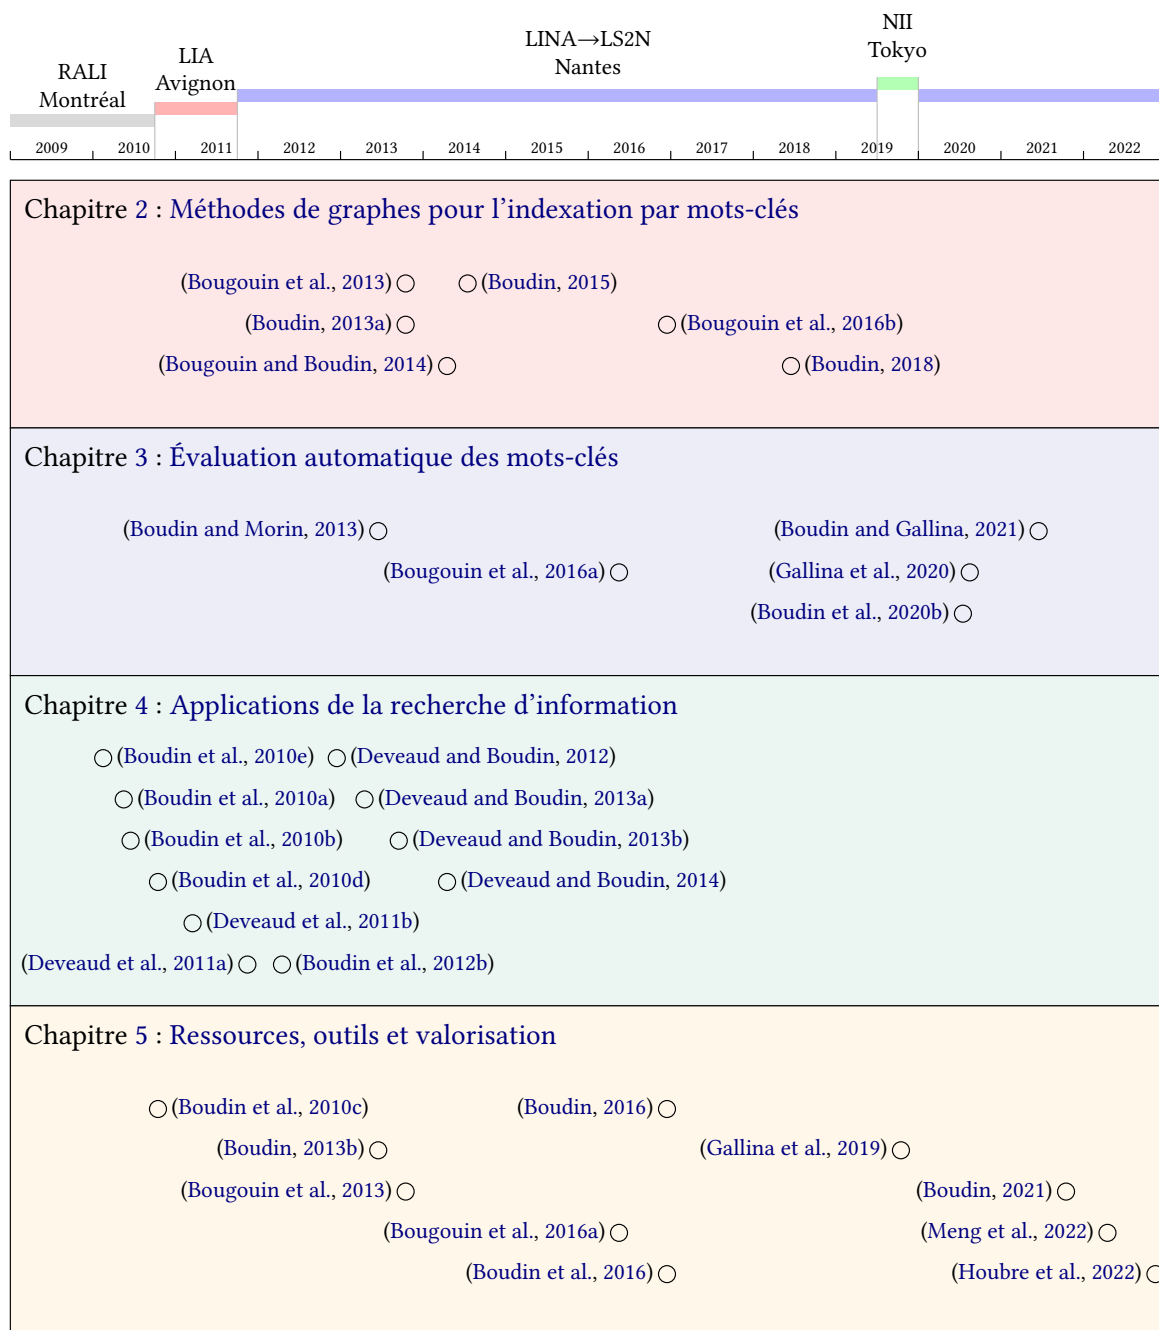 NII
Tokyo
LINA→LS2N
Nantes
LIA
Avignon
RALI
Montréal
2009 2010 2011 2012 2013 2014 2015 2016 2017 2018 2019 2020 2021 2022
Chapitre 2 : Méthodes de graphes pour l'indexation par mots-clés
(Bougouin et al., 2013) (Boudin, 2015)
(Boudin, 2013a) (Bougouin et al., 2016b)
(Bougouin and Boudin, 2014) (Boudin, 2018)
Chapitre 3 : Évaluation automatique des mots-clés
(Boudin and Morin, 2013) (Boudin and Gallina, 2021)
(Bougouin et al., 2016a) (Gallina et al., 2020)
(Boudin et al., 2020b)
Chapitre 4 : Applications de la recherche d'information
(Boudin et al., 2010e) (Deveaud and Boudin, 2012)
(Boudin et al., 2010a) (Deveaud and Boudin, 2013a)
(Boudin et al., 2010b) (Deveaud and Boudin, 2013b)
(Boudin et al., 2010d) (Deveaud and Boudin, 2014)
(Deveaud et al., 2011b)
(Deveaud et al., 2011a) (Boudin et al., 2012b)
Chapitre 5 : Ressources, outils et valorisation
(Boudin et al., 2010c) (Boudin, 2016)
(Boudin, 2013b) (Gallina et al., 2019)
(Bougouin et al., 2013) (Boudin, 2021)
(Bougouin et al., 2016a) (Meng et al., 2022)
(Boudin et al., 2016) (Houbre et al., 2022)